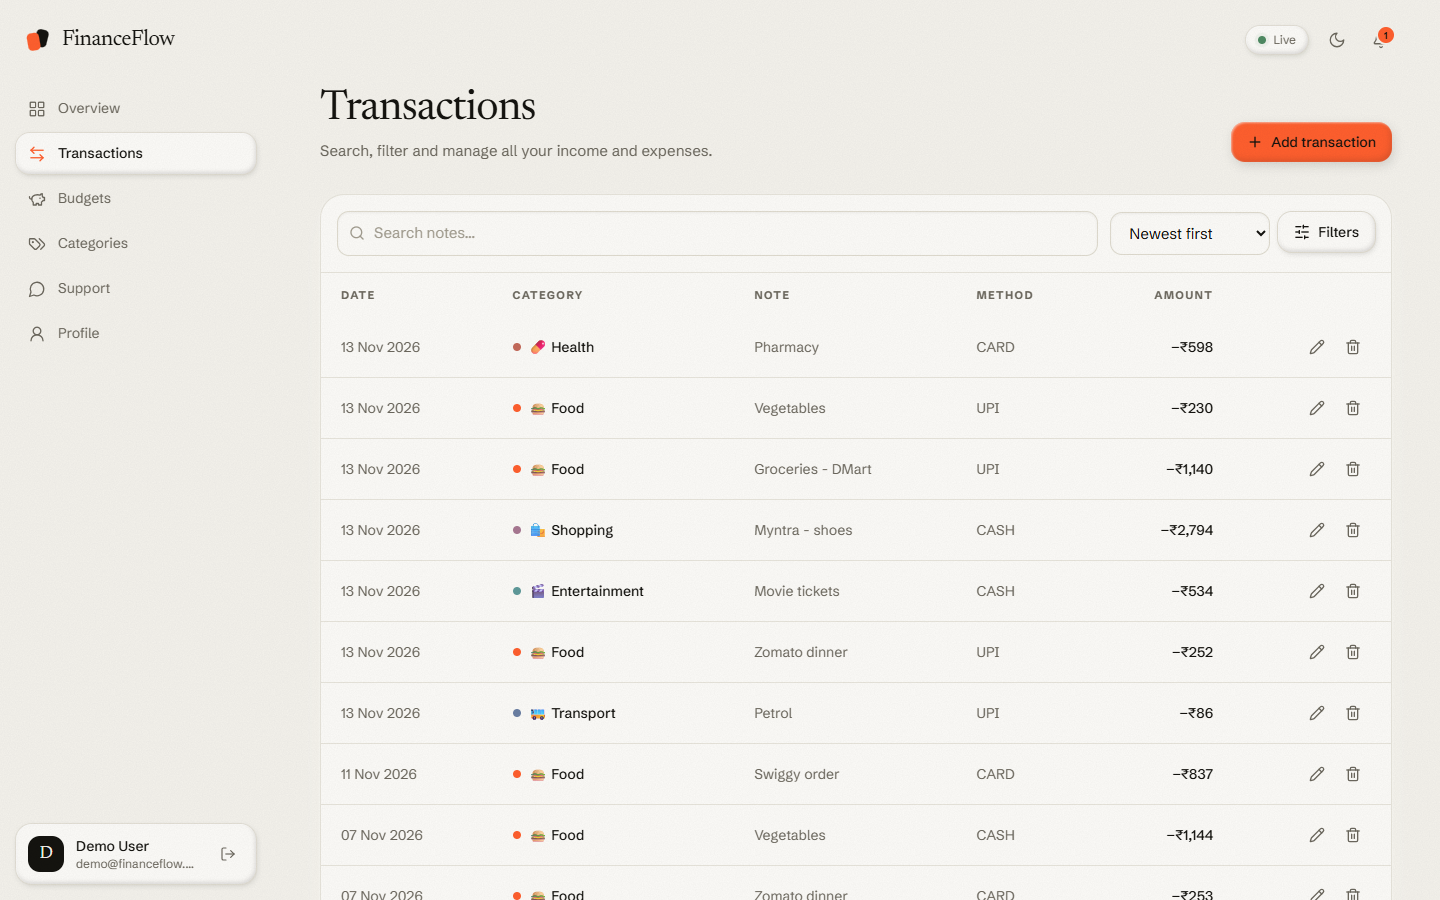 FinanceFlow
Live
1
Overview
Transactions
Budgets
Categories
Support
Profile
Transactions
Search, filter and manage all your income and expenses.
Add transaction
Search notes...
Newest first
Filters
DATE CATEGORY NOTE METHOD AMOUNT
13 Nov 2026 Health Pharmacy CARD −₹598
13 Nov 2026 Food Vegetables UPI −₹230
13 Nov 2026 Food Groceries - DMart UPI −₹1,140
13 Nov 2026 Shopping Myntra - shoes CASH −₹2,794
13 Nov 2026 Entertainment Movie tickets CASH −₹534
13 Nov 2026 Food Zomato dinner UPI −₹252
13 Nov 2026 Transport Petrol UPI −₹86
11 Nov 2026 Food Swiggy order CARD −₹837
07 Nov 2026 Food Vegetables CASH −₹1,144
07 Nov 2026 Food Zomato dinner CARD −₹253
D
Demo User
demo@financeflow....